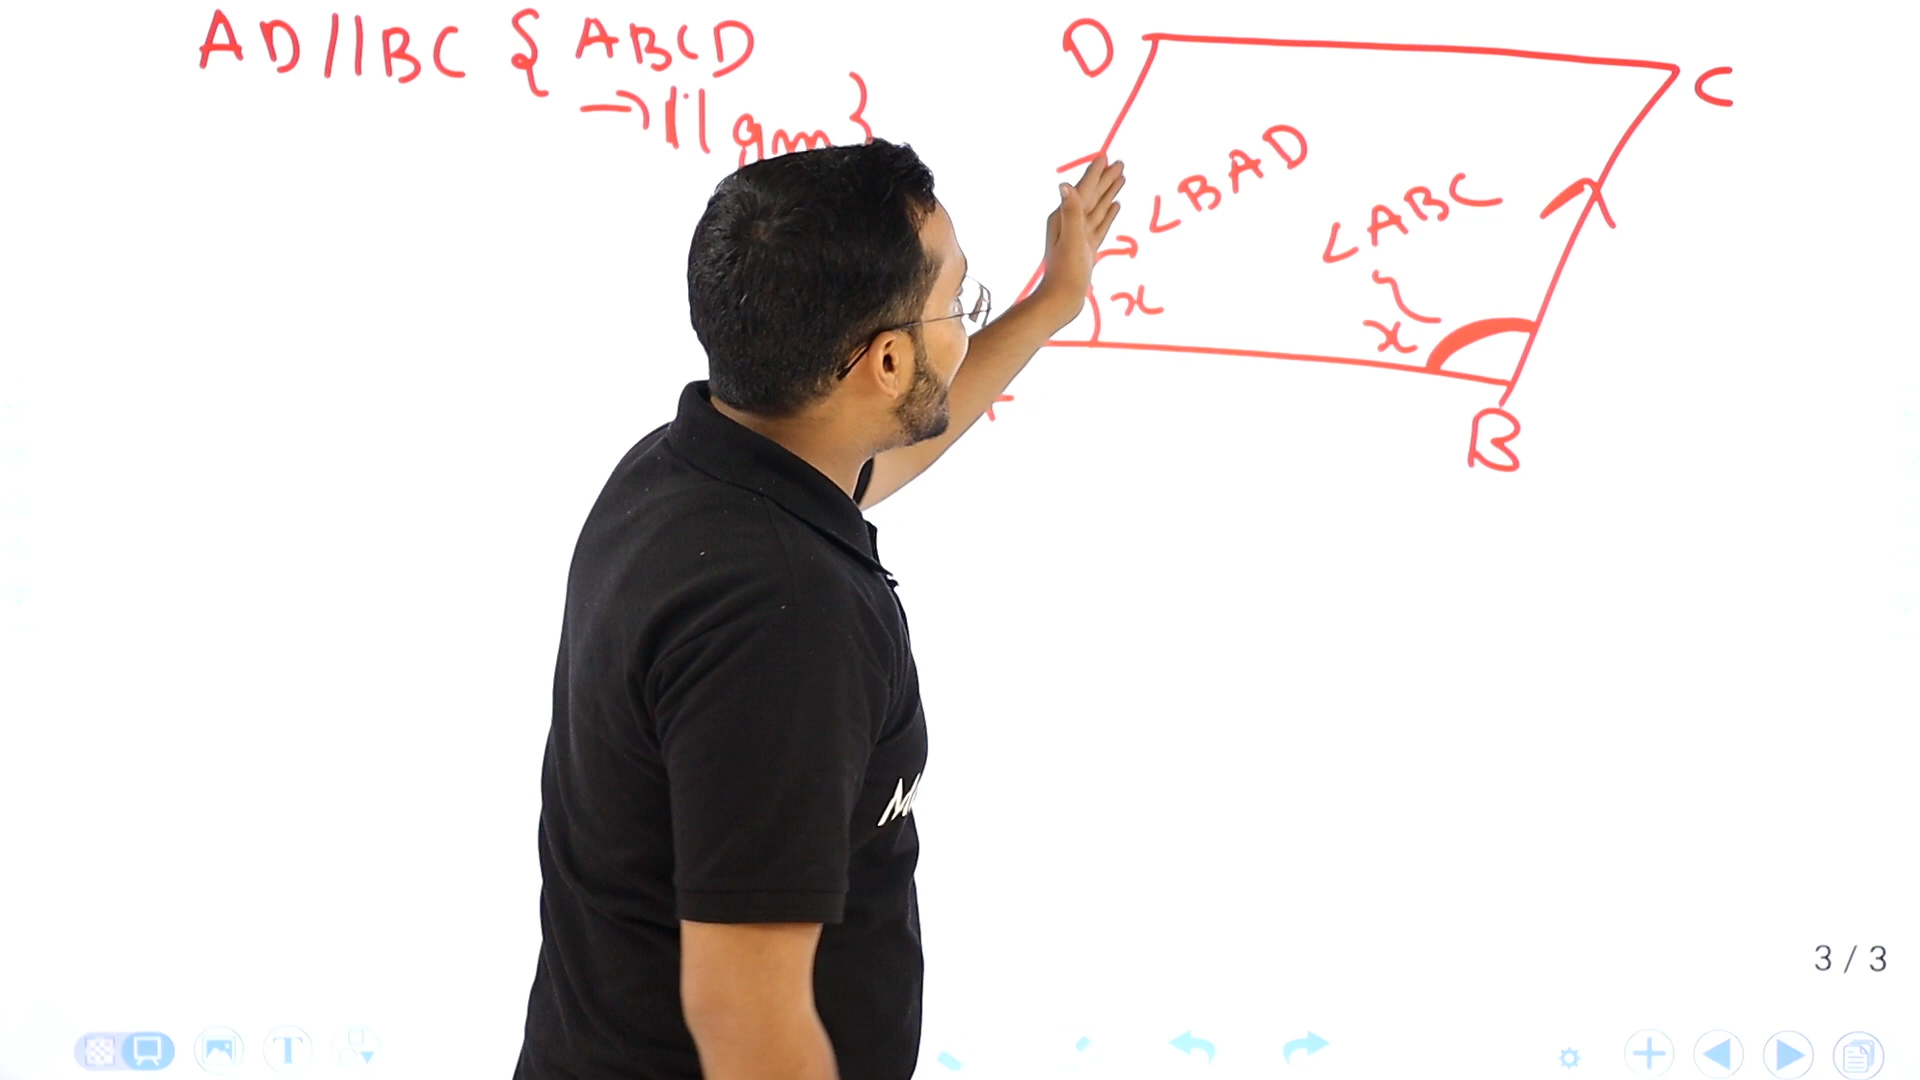 AD||BC { ABCD
→ ||gm}
D
C
∠BAD
∠ABC
x
x
B
3 / 3
T